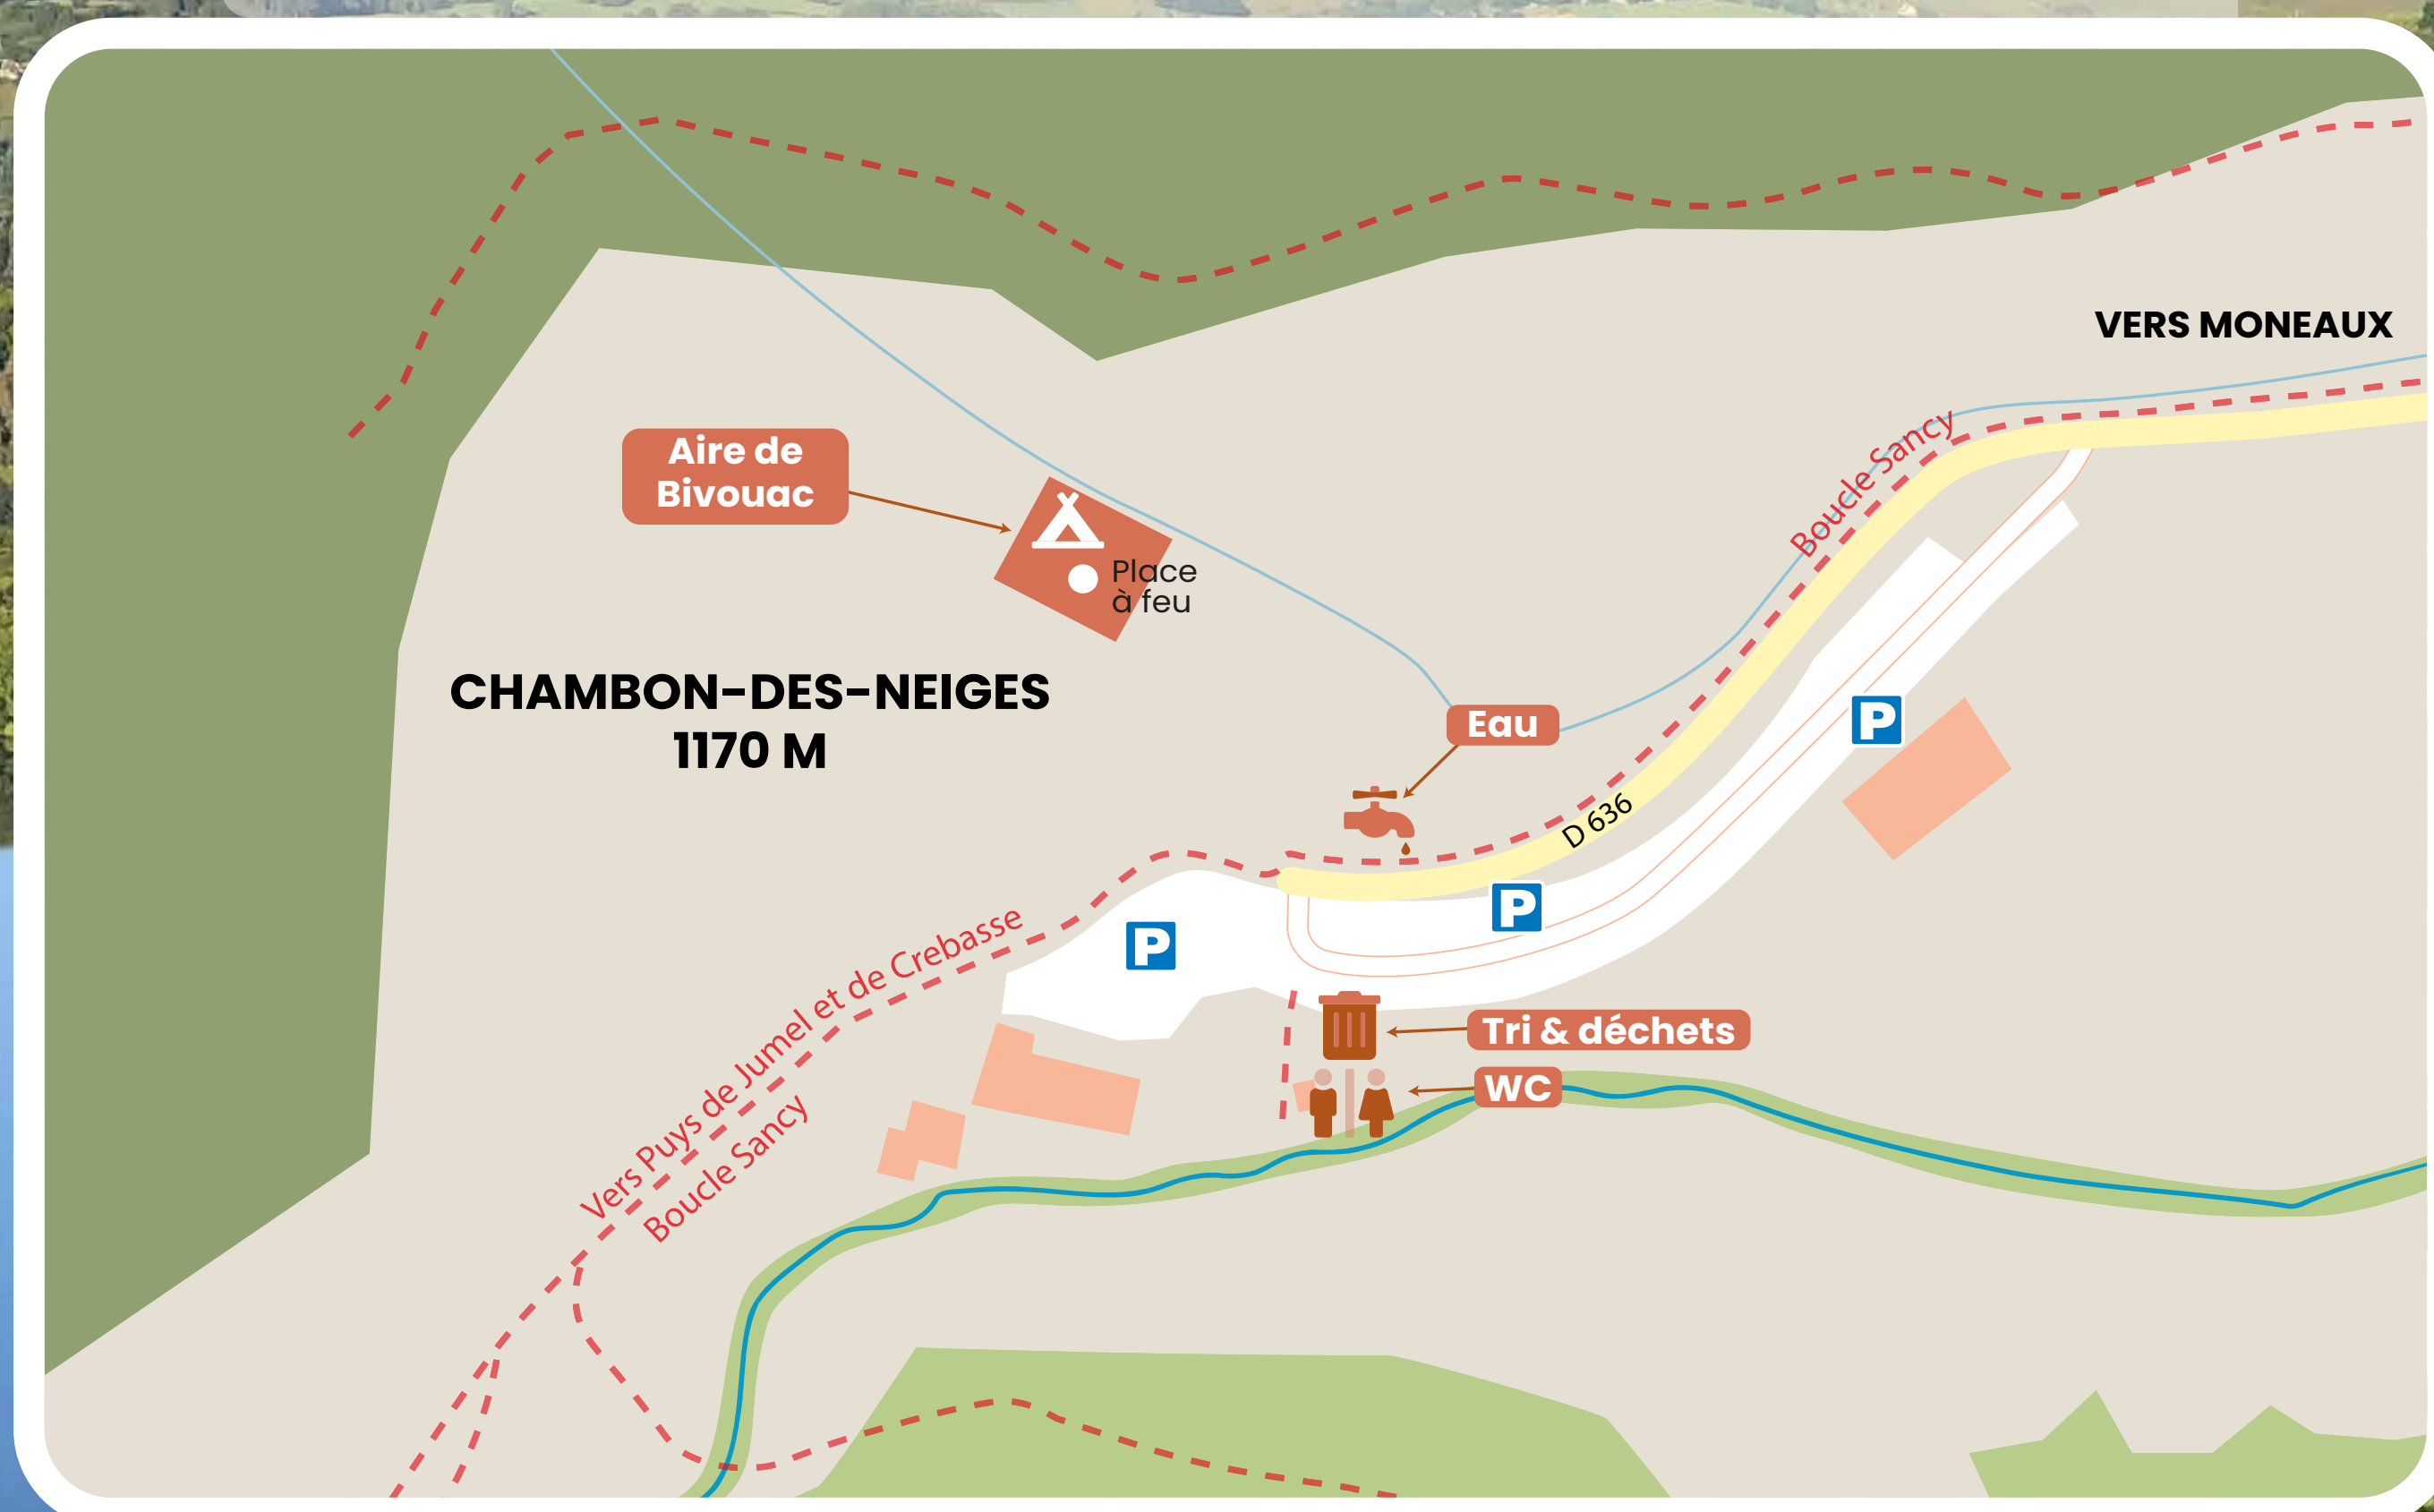 VERS MONEAUX
Boucle Sancy
Aire de
Bivouac
Place
à feu
CHAMBON-DES-NEIGES
1170 M
Eau
D 636
P
P
P
Vers Puys de Jumel et de Crebasse
Boucle Sancy
Tri & déchets
WC